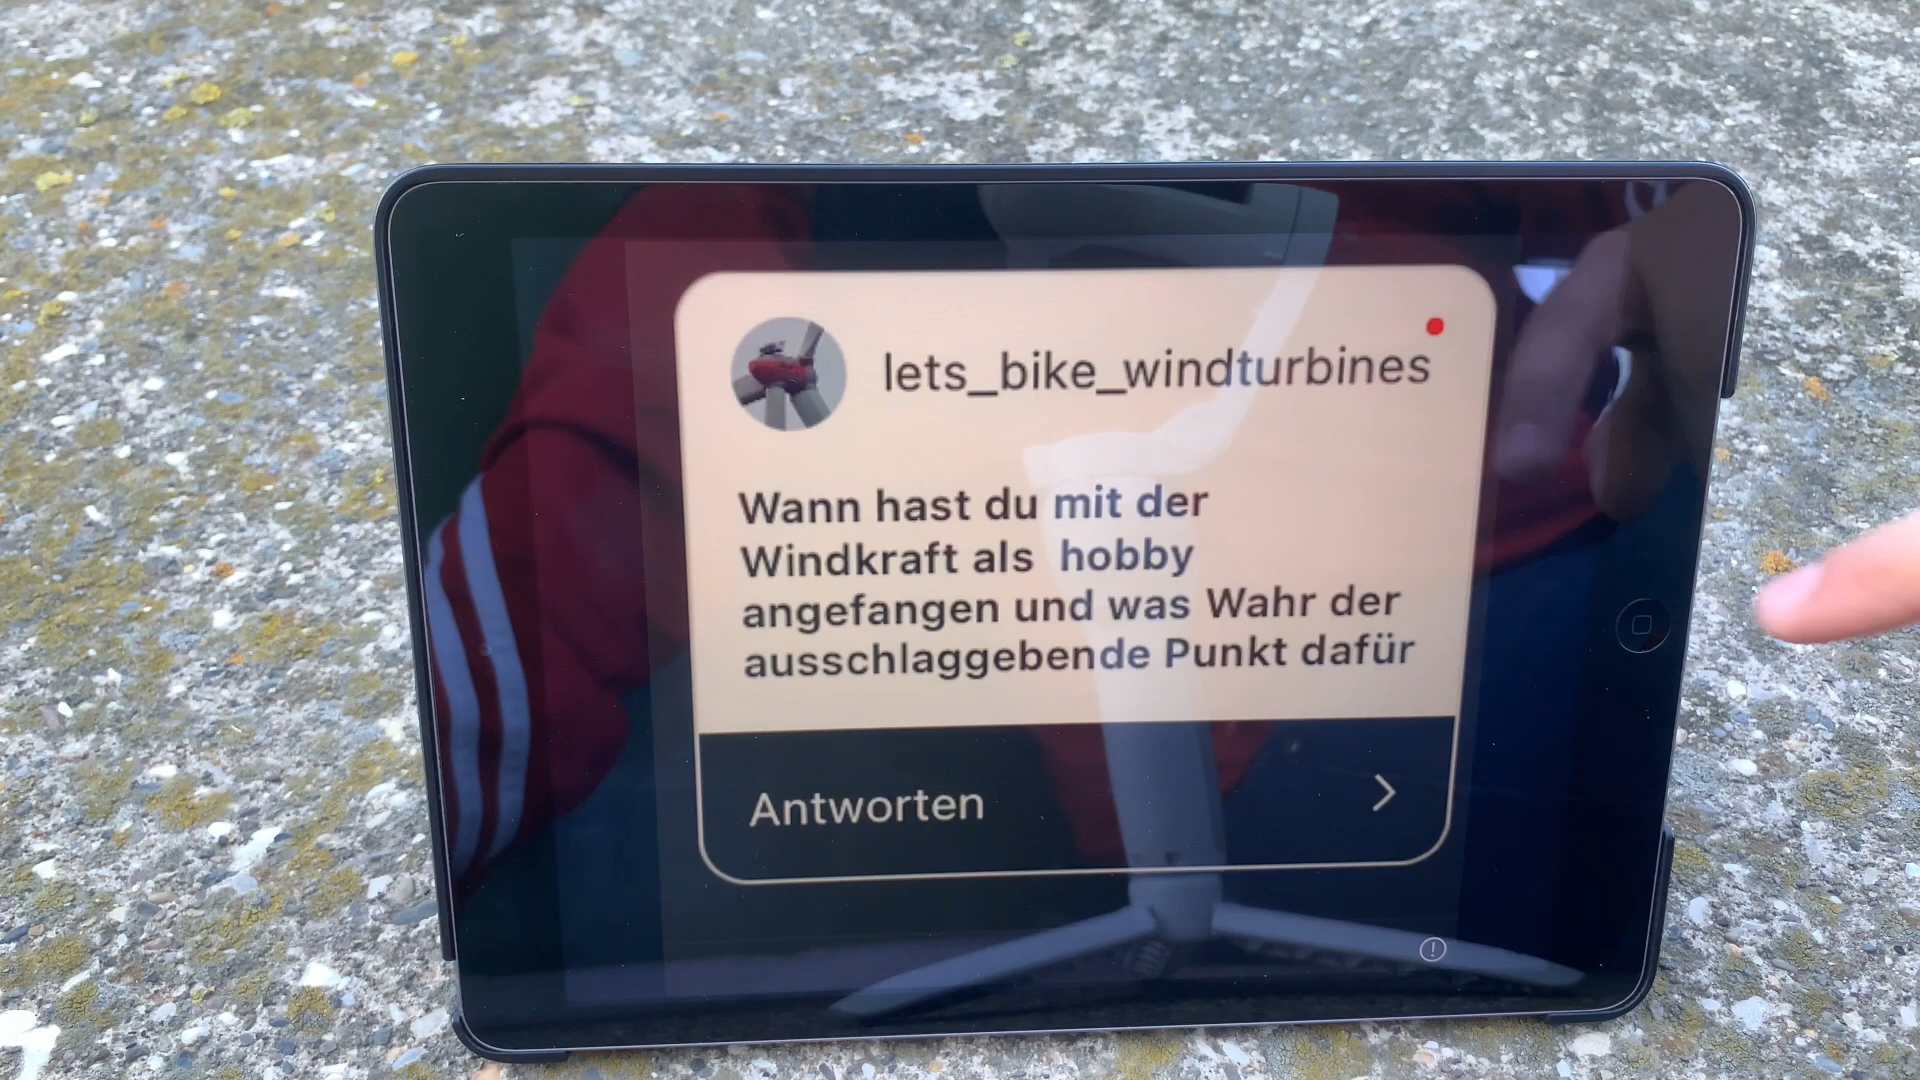 lets_bike_windturbines
Wann hast du mit der
Windkraft als hobby
angefangen und was Wahr der
ausschlaggebende Punkt dafür
Antworten